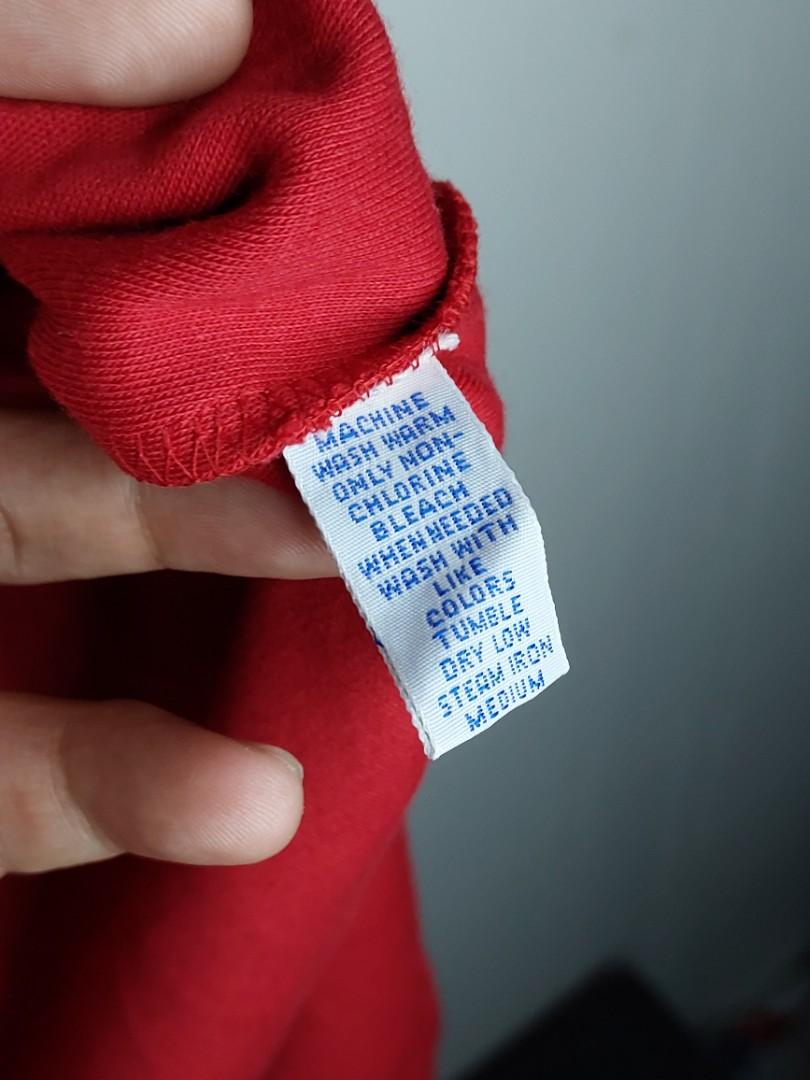 MACHINE
WASH WARM
ONLY NON-
CHLORINE
BLEACH
WHEN NEEDED
WASH WITH
LIKE
COLORS
TUMBLE
DRY LOW
STEAM IRON
MEDIUM